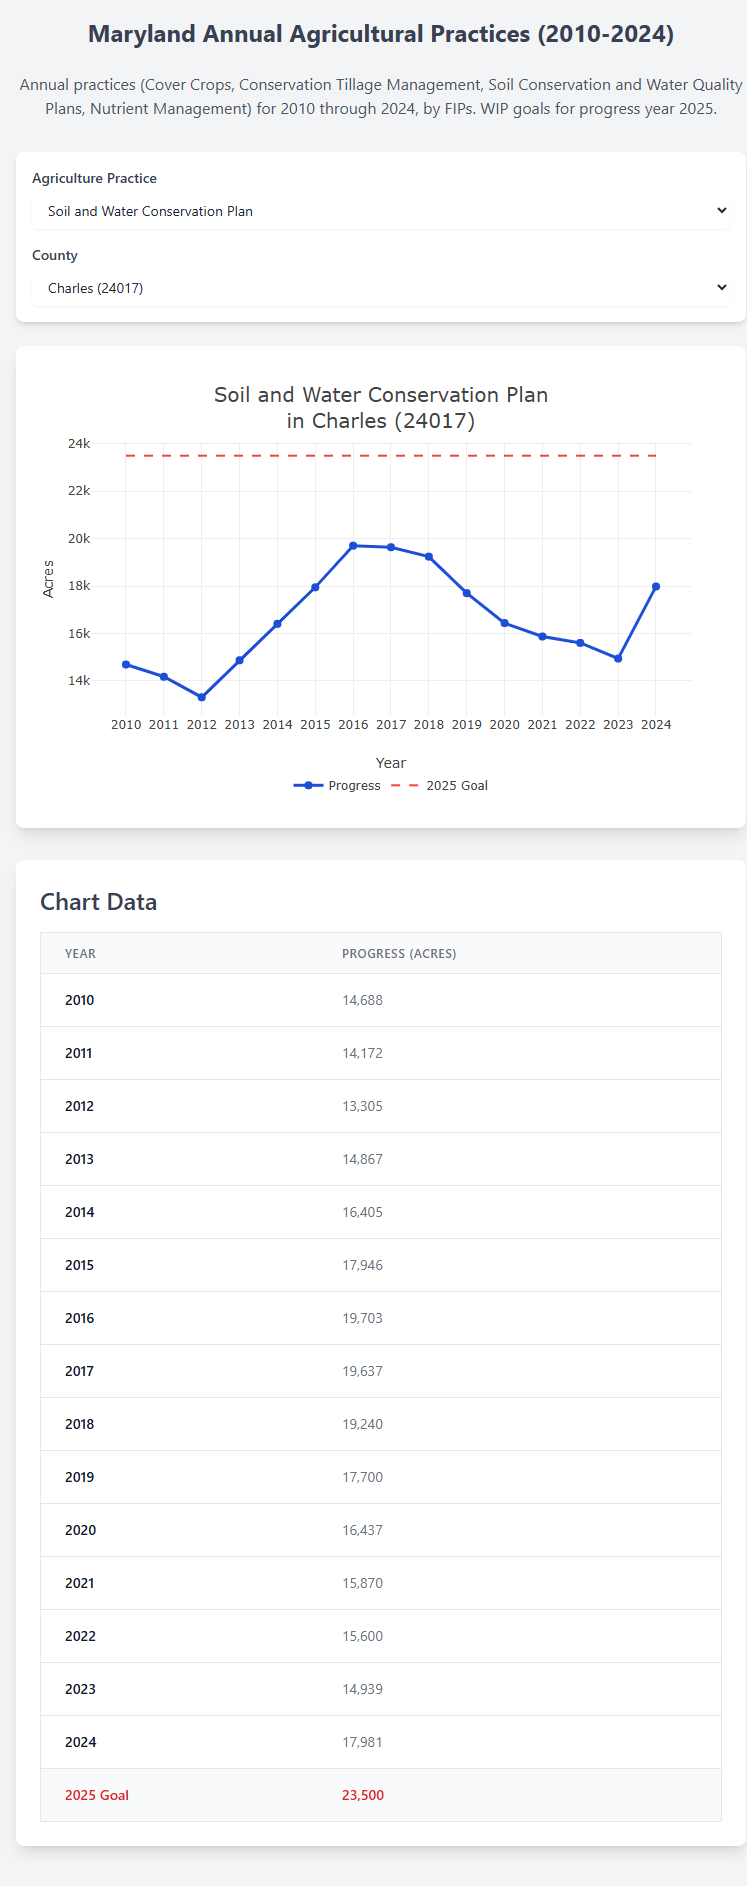 Maryland Annual Agricultural Practices (2010-2024)
Annual practices (Cover Crops, Conservation Tillage Management, Soil Conservation and Water Quality
Plans, Nutrient Management) for 2010 through 2024, by FIPs. WIP goals for progress year 2025.
Agriculture Practice
Soil and Water Conservation Plan
County
Charles (24017)
Soil and Water Conservation Plan
in Charles (24017)
24k
22k
20k
18k
16k
14k
Acres
2010 2011 2012 2013 2014 2015 2016 2017 2018 2019 2020 2021 2022 2023 2024
Year
Progress 2025 Goal
Chart Data
YEAR PROGRESS (ACRES)
2010 14,688
2011 14,172
2012 13,305
2013 14,867
2014 16,405
2015 17,946
2016 19,703
2017 19,637
2018 19,240
2019 17,700
2020 16,437
2021 15,870
2022 15,600
2023 14,939
2024 17,981
2025 Goal 23,500